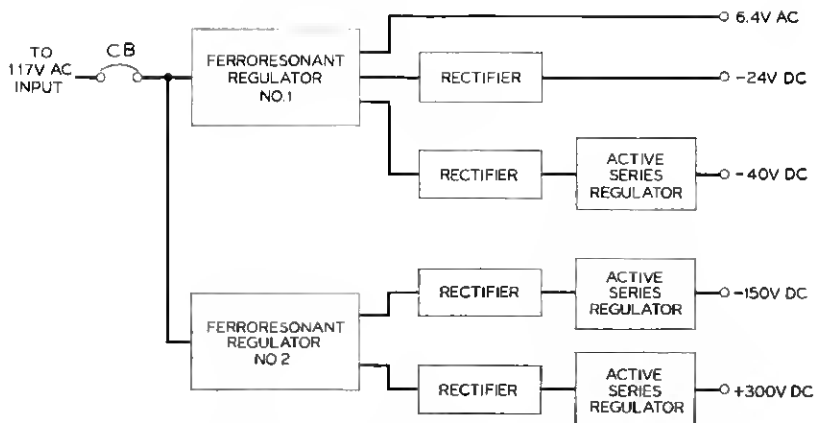 CB
TO
117V AC
INPUT
FERRORESONANT
REGULATOR
NO.1
6.4V AC
RECTIFIER
-24V DC
RECTIFIER
ACTIVE
SERIES
REGULATOR
-40V DC
FERRORESONANT
REGULATOR
NO 2
RECTIFIER
ACTIVE
SERIES
REGULATOR
-150V DC
RECTIFIER
ACTIVE
SERIES
REGULATOR
+300V DC